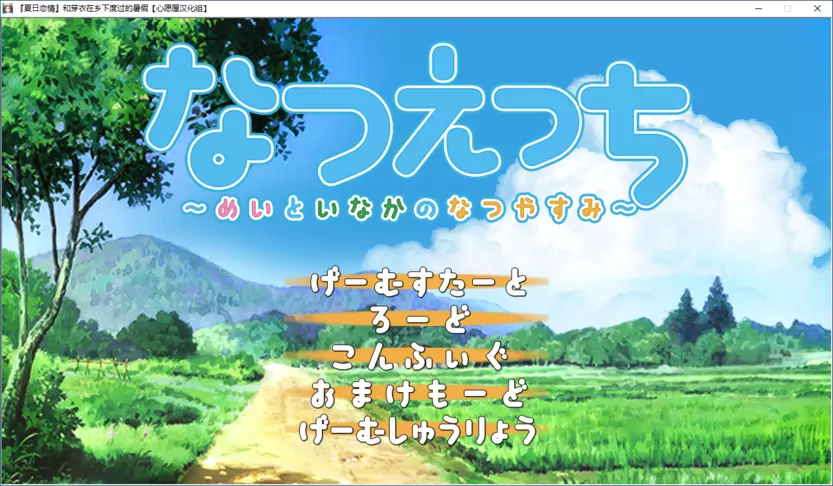 『夏日恋情』和芽衣在乡下度过的暑假【心愿屋汉化组】
なつえっち
~めいといなかのなつやすみ~
げーむすたーと
ろーど
こんふぃぐ
おまけもーど
げーむしゅうりょう